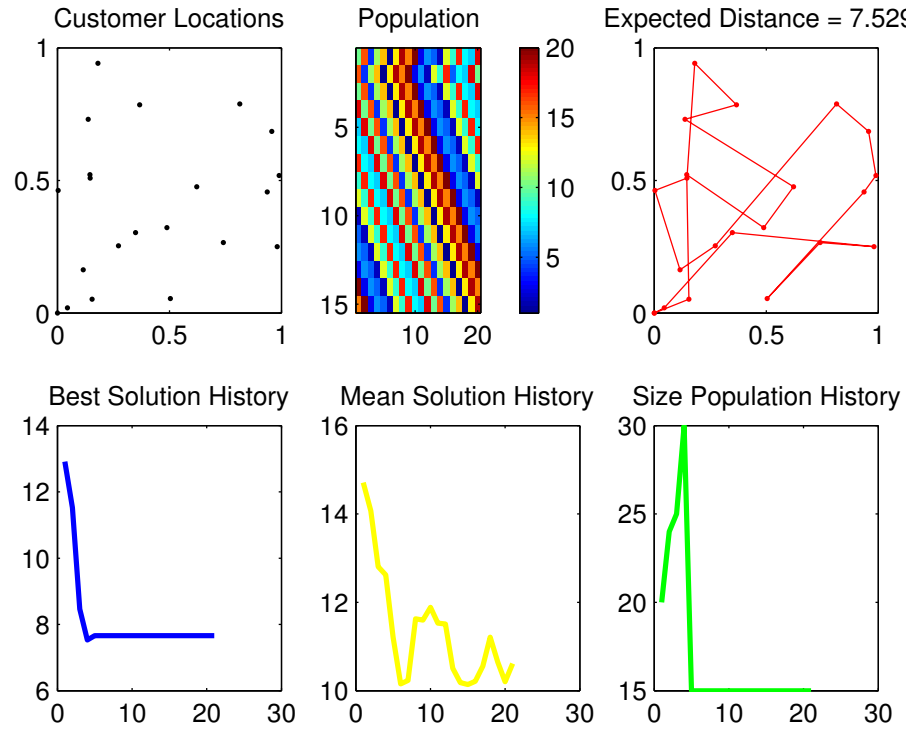 Customer Locations
1
0.5
0
0 0.5 1
Population
5
10
15
10 20
20
15
10
5
Expected Distance = 7.529
1
0.5
0
0 0.5 1
Best Solution History
14
12
10
8
6
0 10 20 30
Mean Solution History
16
14
12
10
0 10 20 30
Size Population History
30
25
20
15
0 10 20 30